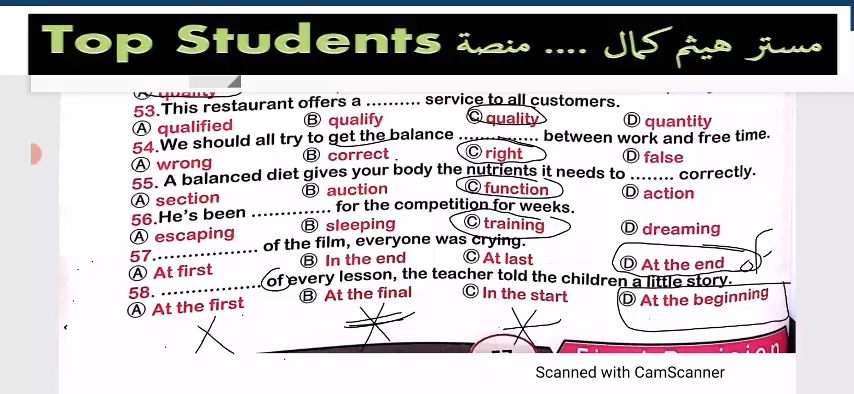 Top Students مستر هيثم كمال .... منصة
Ⓐ quality
53.This restaurant offers a .......... service to all customers.
Ⓐ qualified Ⓑ qualify Ⓒ quality Ⓓ quantity
54.We should all try to get the balance .............. between work and free time.
Ⓐ wrong Ⓑ correct Ⓒ right Ⓓ false
55. A balanced diet gives your body the nutrients it needs to ........ correctly.
Ⓐ section Ⓑ auction Ⓒ function Ⓓ action
56.He's been ............. for the competition for weeks.
Ⓐ escaping Ⓑ sleeping Ⓒ training Ⓓ dreaming
57.................. of the film, everyone was crying.
Ⓐ At first Ⓑ In the end Ⓒ At last Ⓓ At the end of
58. ................ of every lesson, the teacher told the children a little story.
Ⓐ At the first Ⓑ At the final Ⓒ In the start Ⓓ At the beginning
Scanned with CamScanner